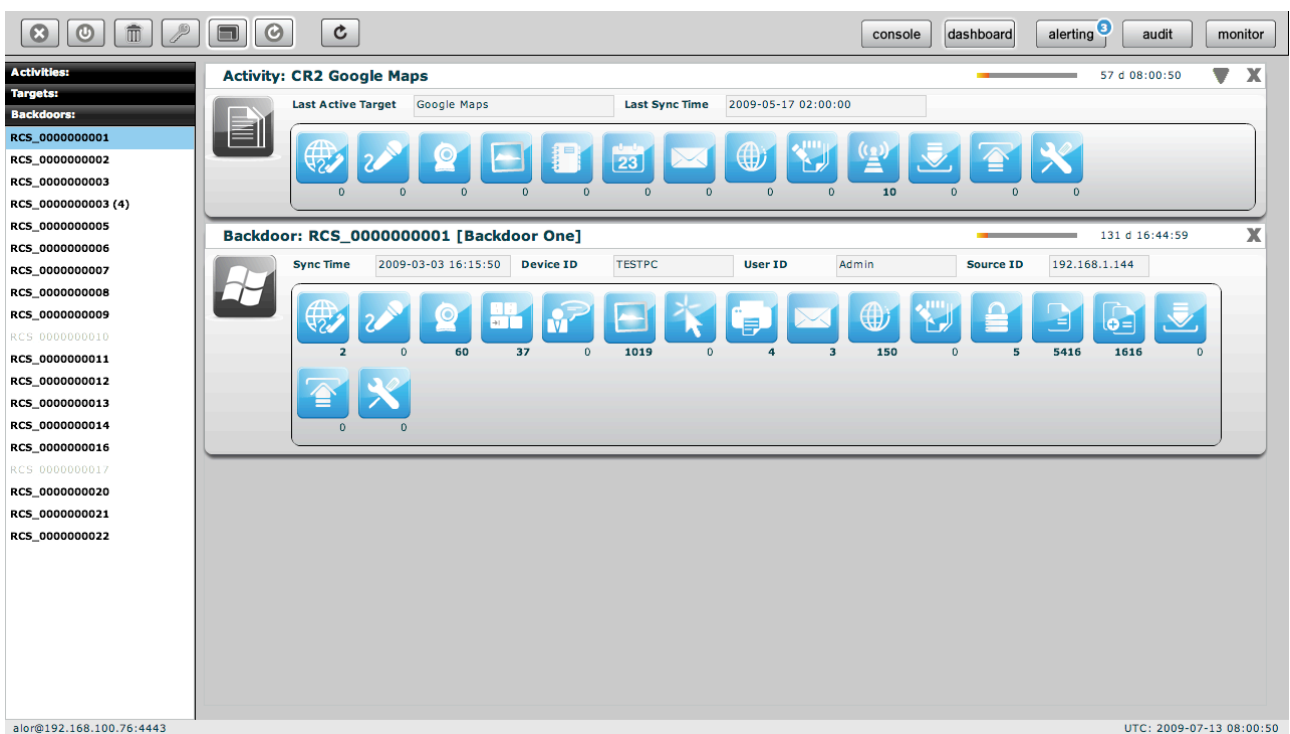 console dashboard alerting 3 audit monitor
Activities:
Targets:
Backdoors:
RCS_0000000001
RCS_0000000002
RCS_0000000003
RCS_0000000003 (4)
RCS_0000000005
RCS_0000000006
RCS_0000000007
RCS_0000000008
RCS_0000000009
RCS_0000000010
RCS_0000000011
RCS_0000000012
RCS_0000000013
RCS_0000000014
RCS_0000000016
RCS_0000000017
RCS_0000000020
RCS_0000000021
RCS_0000000022
Activity: CR2 Google Maps 57 d 08:00:50 X
Last Active Target Google Maps Last Sync Time 2009-05-17 02:00:00
23
0 0 0 0 0 0 0 0 0 10 0 0 0
Backdoor: RCS_0000000001 [Backdoor One] 131 d 16:44:59 X
Sync Time 2009-03-03 16:15:50 Device ID TESTPC User ID Admin Source ID 192.168.1.144
2 0 60 37 0 1019 0 4 3 150 0 5 5416 1616 0
0 0
alor@192.168.100.76:4443 UTC: 2009-07-13 08:00:50